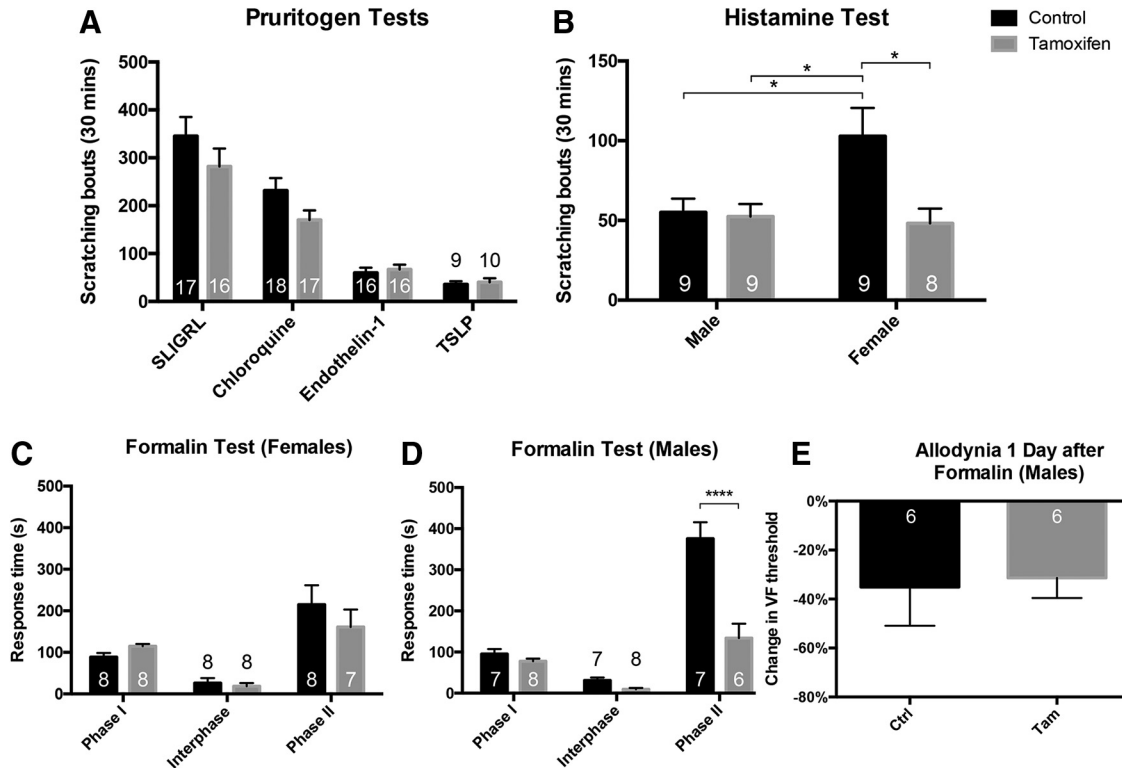 A
Pruritogen Tests
Scratching bouts (30 mins)
500
400
300
200
100
0
17
16
18
17
16
16
9
10
SLIGRL
Chloroquine
Endothelin-1
TSLP
B
Histamine Test
Control
Tamoxifen
Scratching bouts (30 mins)
150
100
50
0
*
*
*
9
9
9
8
Male
Female
C
Formalin Test (Females)
Response time (s)
500
400
300
200
100
0
8
8
8
8
8
7
Phase I
Interphase
Phase II
D
Formalin Test (Males)
Response time (s)
500
400
300
200
100
0
****
7
8
7
8
7
6
Phase I
Interphase
Phase II
E
Allodynia 1 Day after
Formalin (Males)
Change in VF threshold
0%
-20%
-40%
-60%
-80%
6
6
Ctrl
Tam